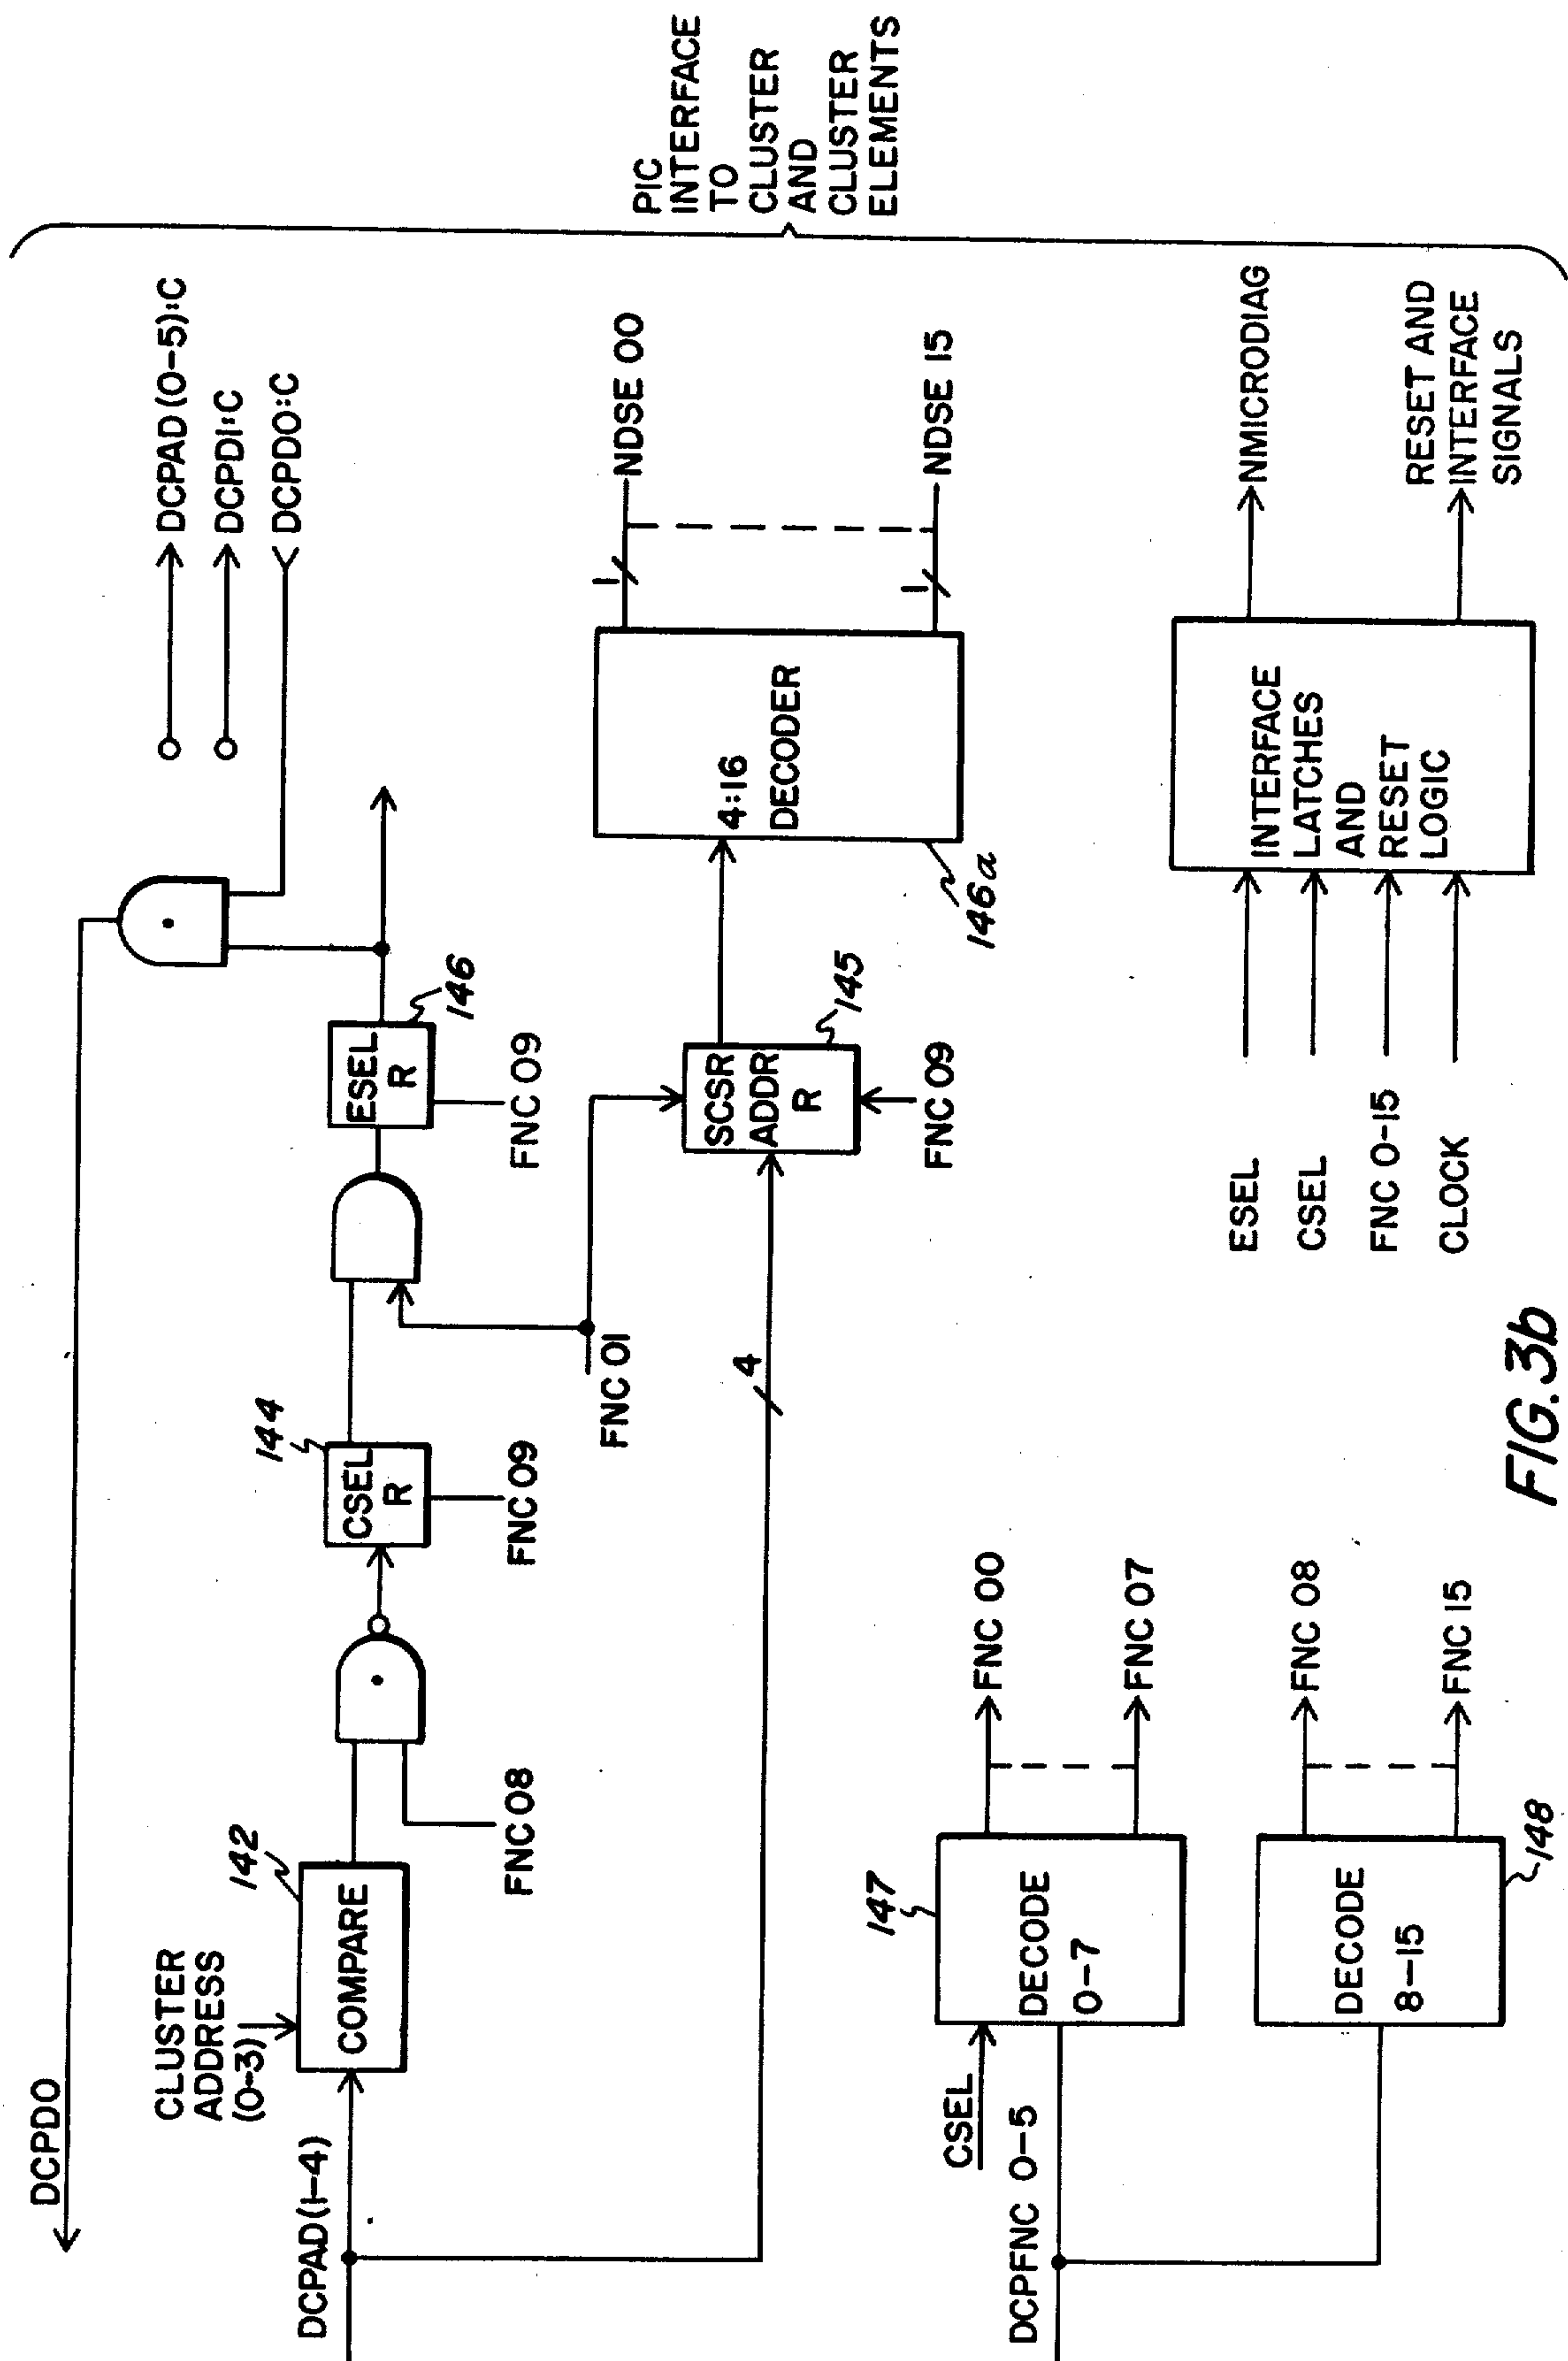 DCPDO
DCPAD(1-4)
CLUSTER
ADDRESS
(0-3)
142
COMPARE
FNC 08
144
CSEL
R
FNC 09
FNC 01
146
ESEL
R
FNC 09
DCPAD (0-5):C
DCPDI:C
DCPDO:C
4
145
SCSR
ADDR
R
FNC 09
146a
4:16
DECODER
1
NDSE 00
1
NDSE 15
PIC
INTERFACE
TO
CLUSTER
AND
CLUSTER
ELEMENTS
DCPFNC 0-5
CSEL
147
DECODE
0-7
FNC 00
FNC 07
DECODE
8-15
148
FNC 08
FNC 15
ESEL
CSEL
FNC 0-15
CLOCK
INTERFACE
LATCHES
AND
RESET
LOGIC
NMICRODIAG
RESET AND
INTERFACE
SIGNALS
FIG. 3b